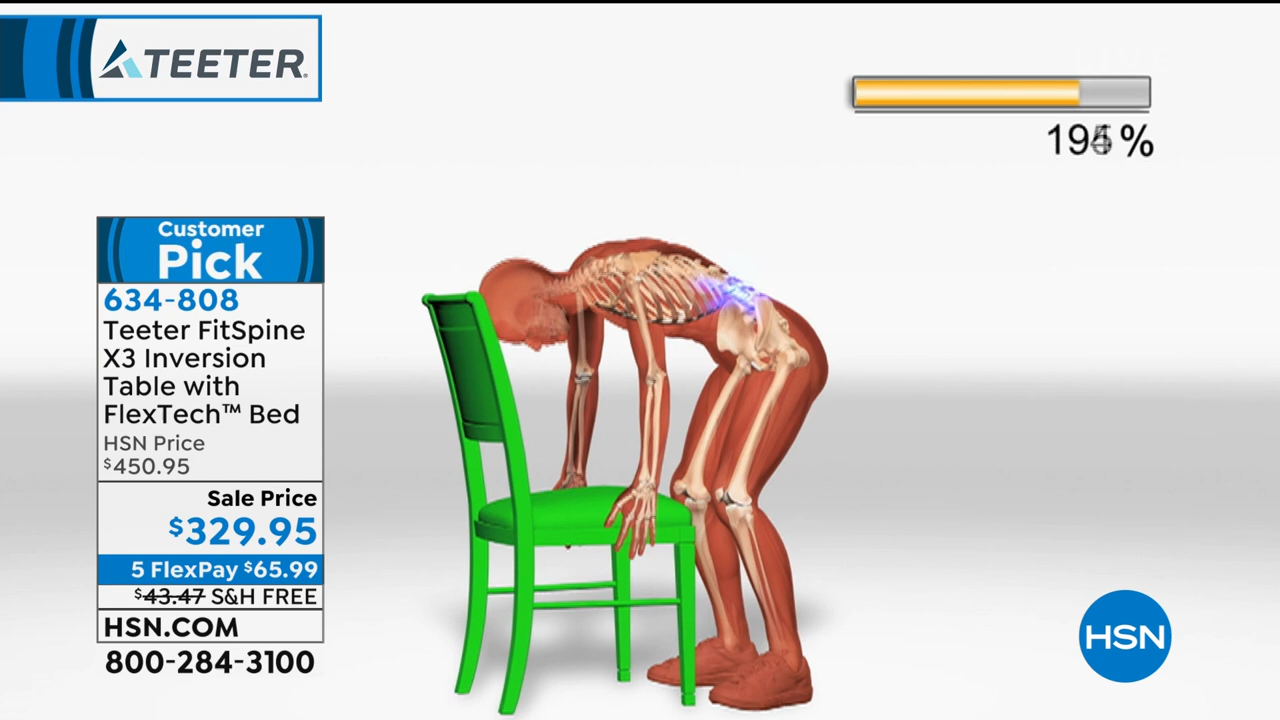 TEETER
Customer
Pick
634-808
Teeter FitSpine
X3 Inversion
Table with
FlexTech™ Bed
HSN Price
$450.95
Sale Price
$329.95
5 FlexPay $65.99
$43.47 S&H FREE
HSN.COM
800-284-3100
HSN